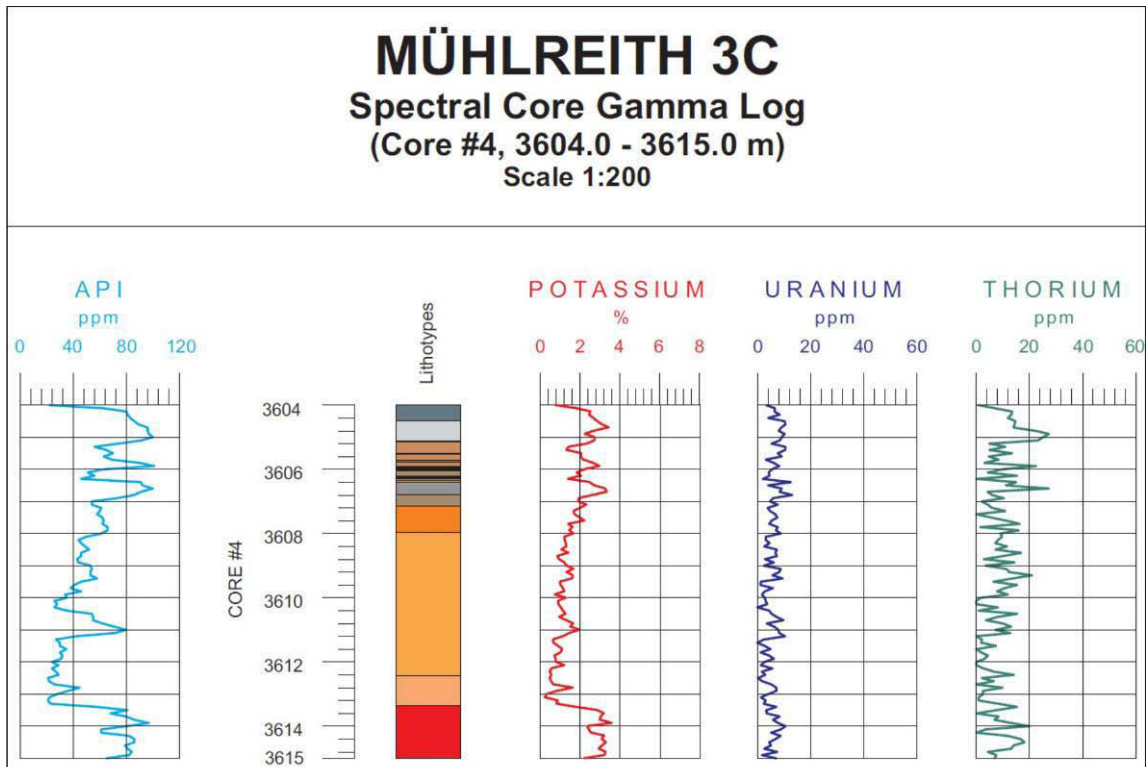 MÜHLREITH 3C
Spectral Core Gamma Log
(Core #4, 3604.0 - 3615.0 m)
Scale 1:200
API
ppm
0 40 80 120
Lithotypes
POTASSIUM
%
0 2 4 6 8
URANIUM
ppm
0 20 40 60
THORIUM
ppm
0 20 40 60
CORE #4
3604
3606
3608
3610
3612
3614
3615